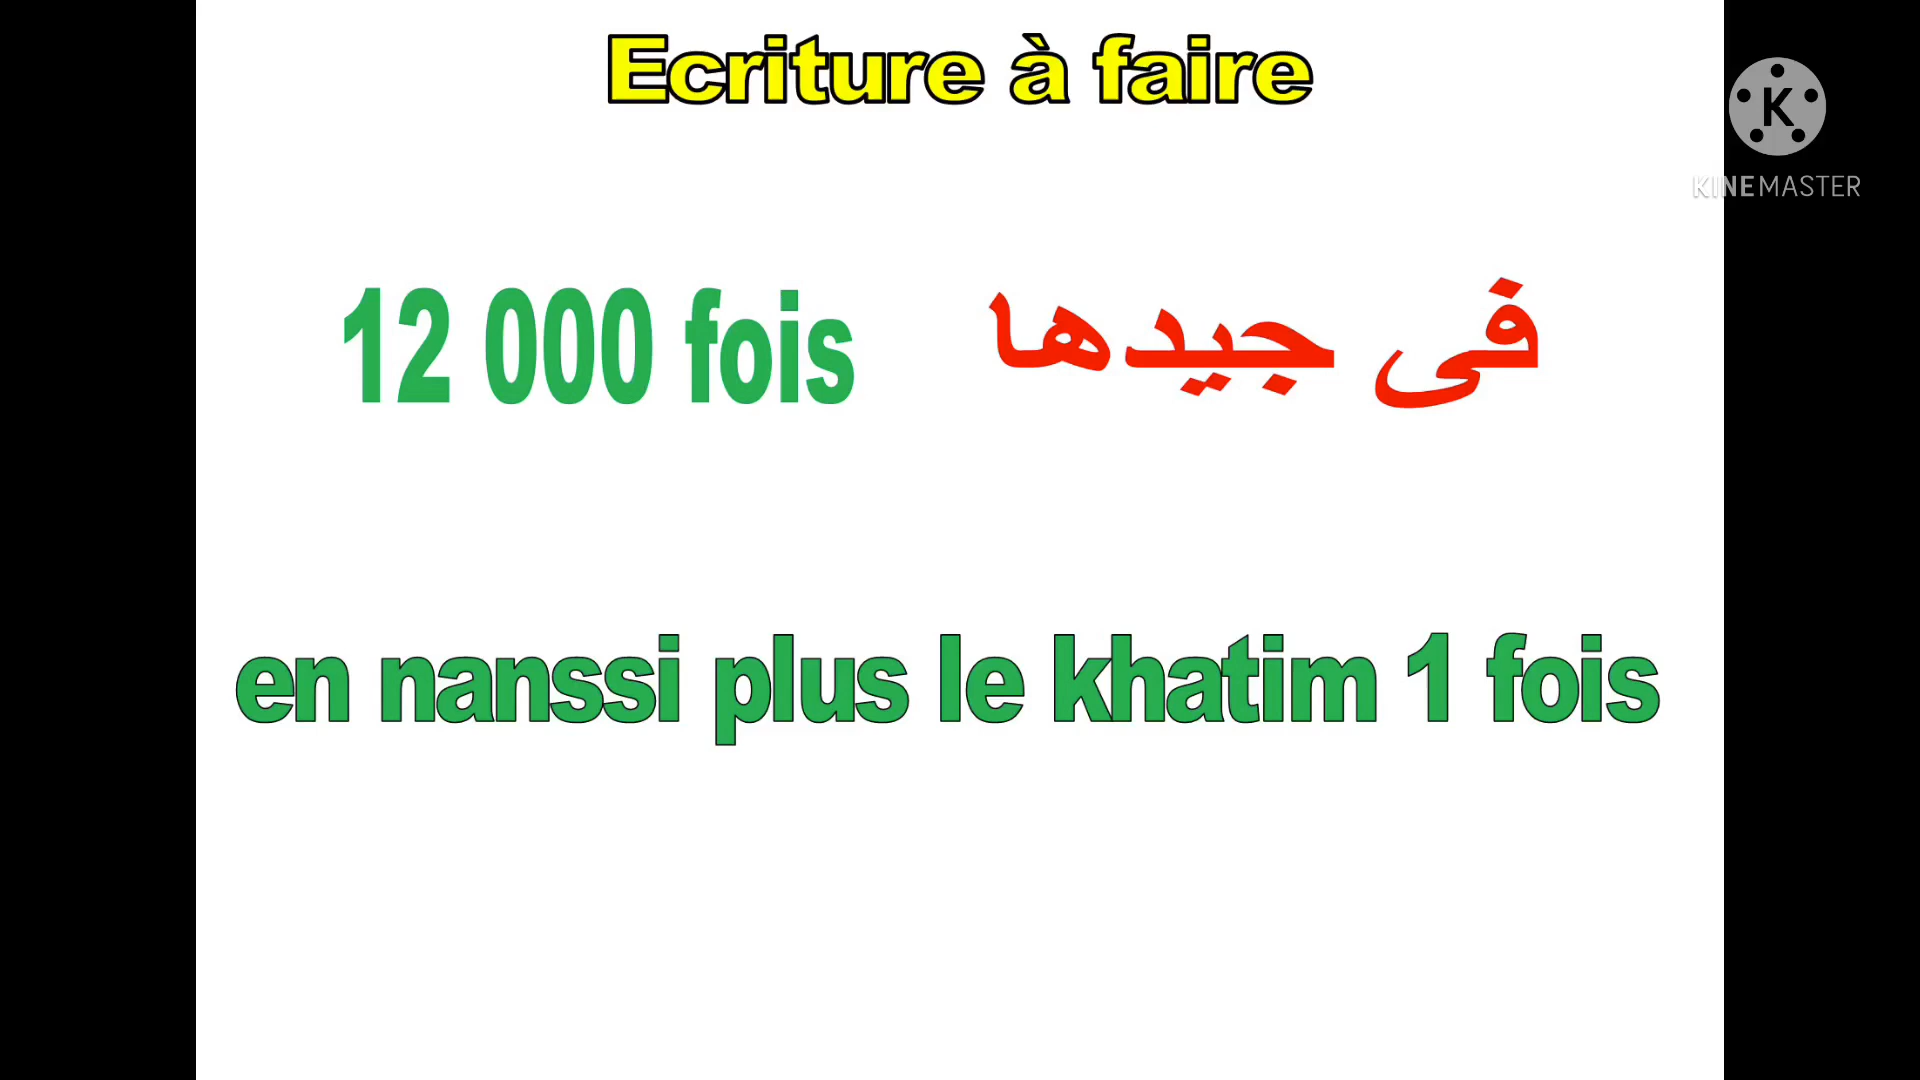 Ecriture à faire
KINEMASTER
12 000 fois فى جيدها
en nanssi plus le khatim 1 fois